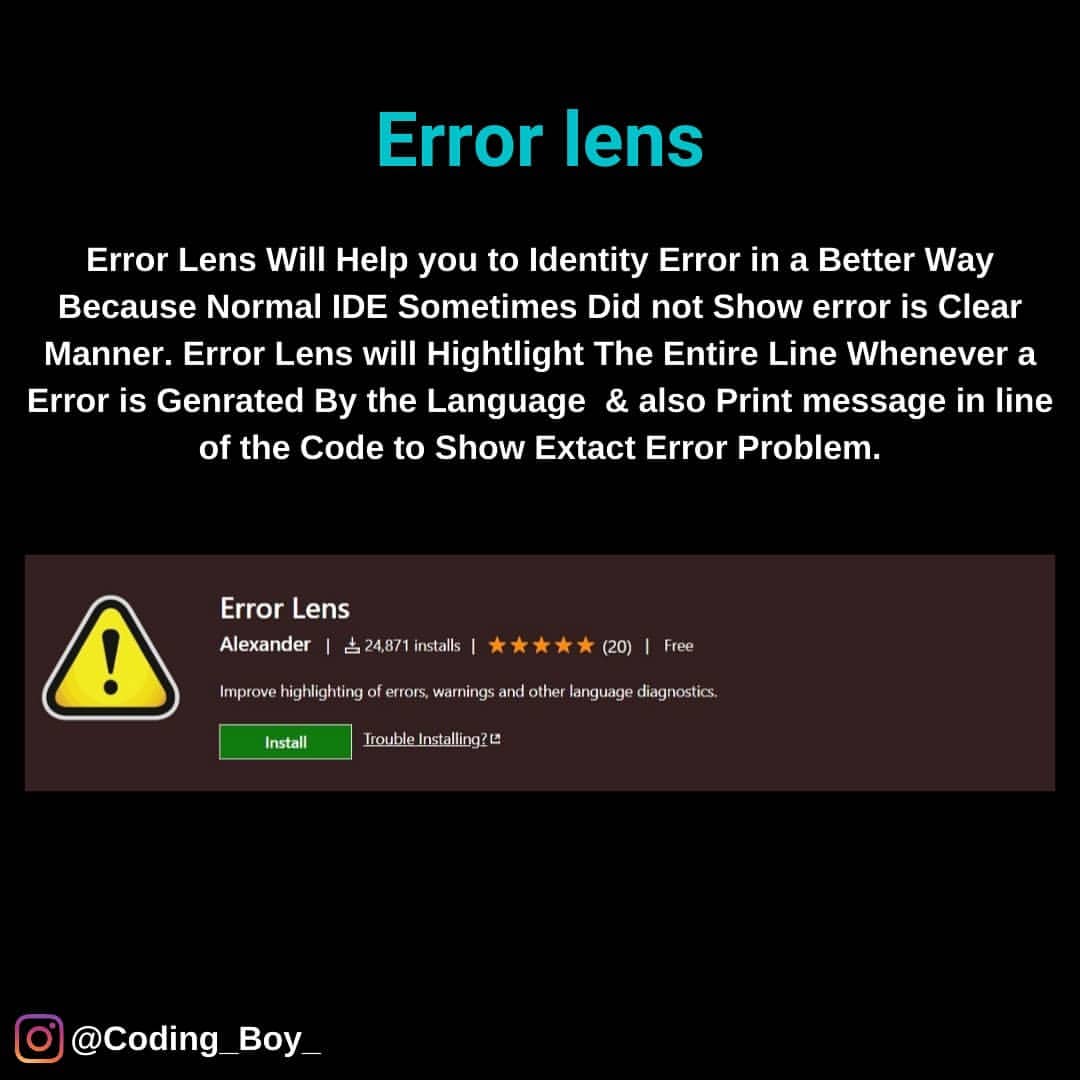 Error lens
Error Lens Will Help you to Identity Error in a Better Way
Because Normal IDE Sometimes Did not Show error is Clear
Manner. Error Lens will Hightlight The Entire Line Whenever a
Error is Genrated By the Language & also Print message in line
of the Code to Show Extact Error Problem.
Error Lens
Alexander | 24,871 installs | ★★★★★ (20) | Free
Improve highlighting of errors, warnings and other language diagnostics.
Install Trouble Installing?
@Coding_Boy_